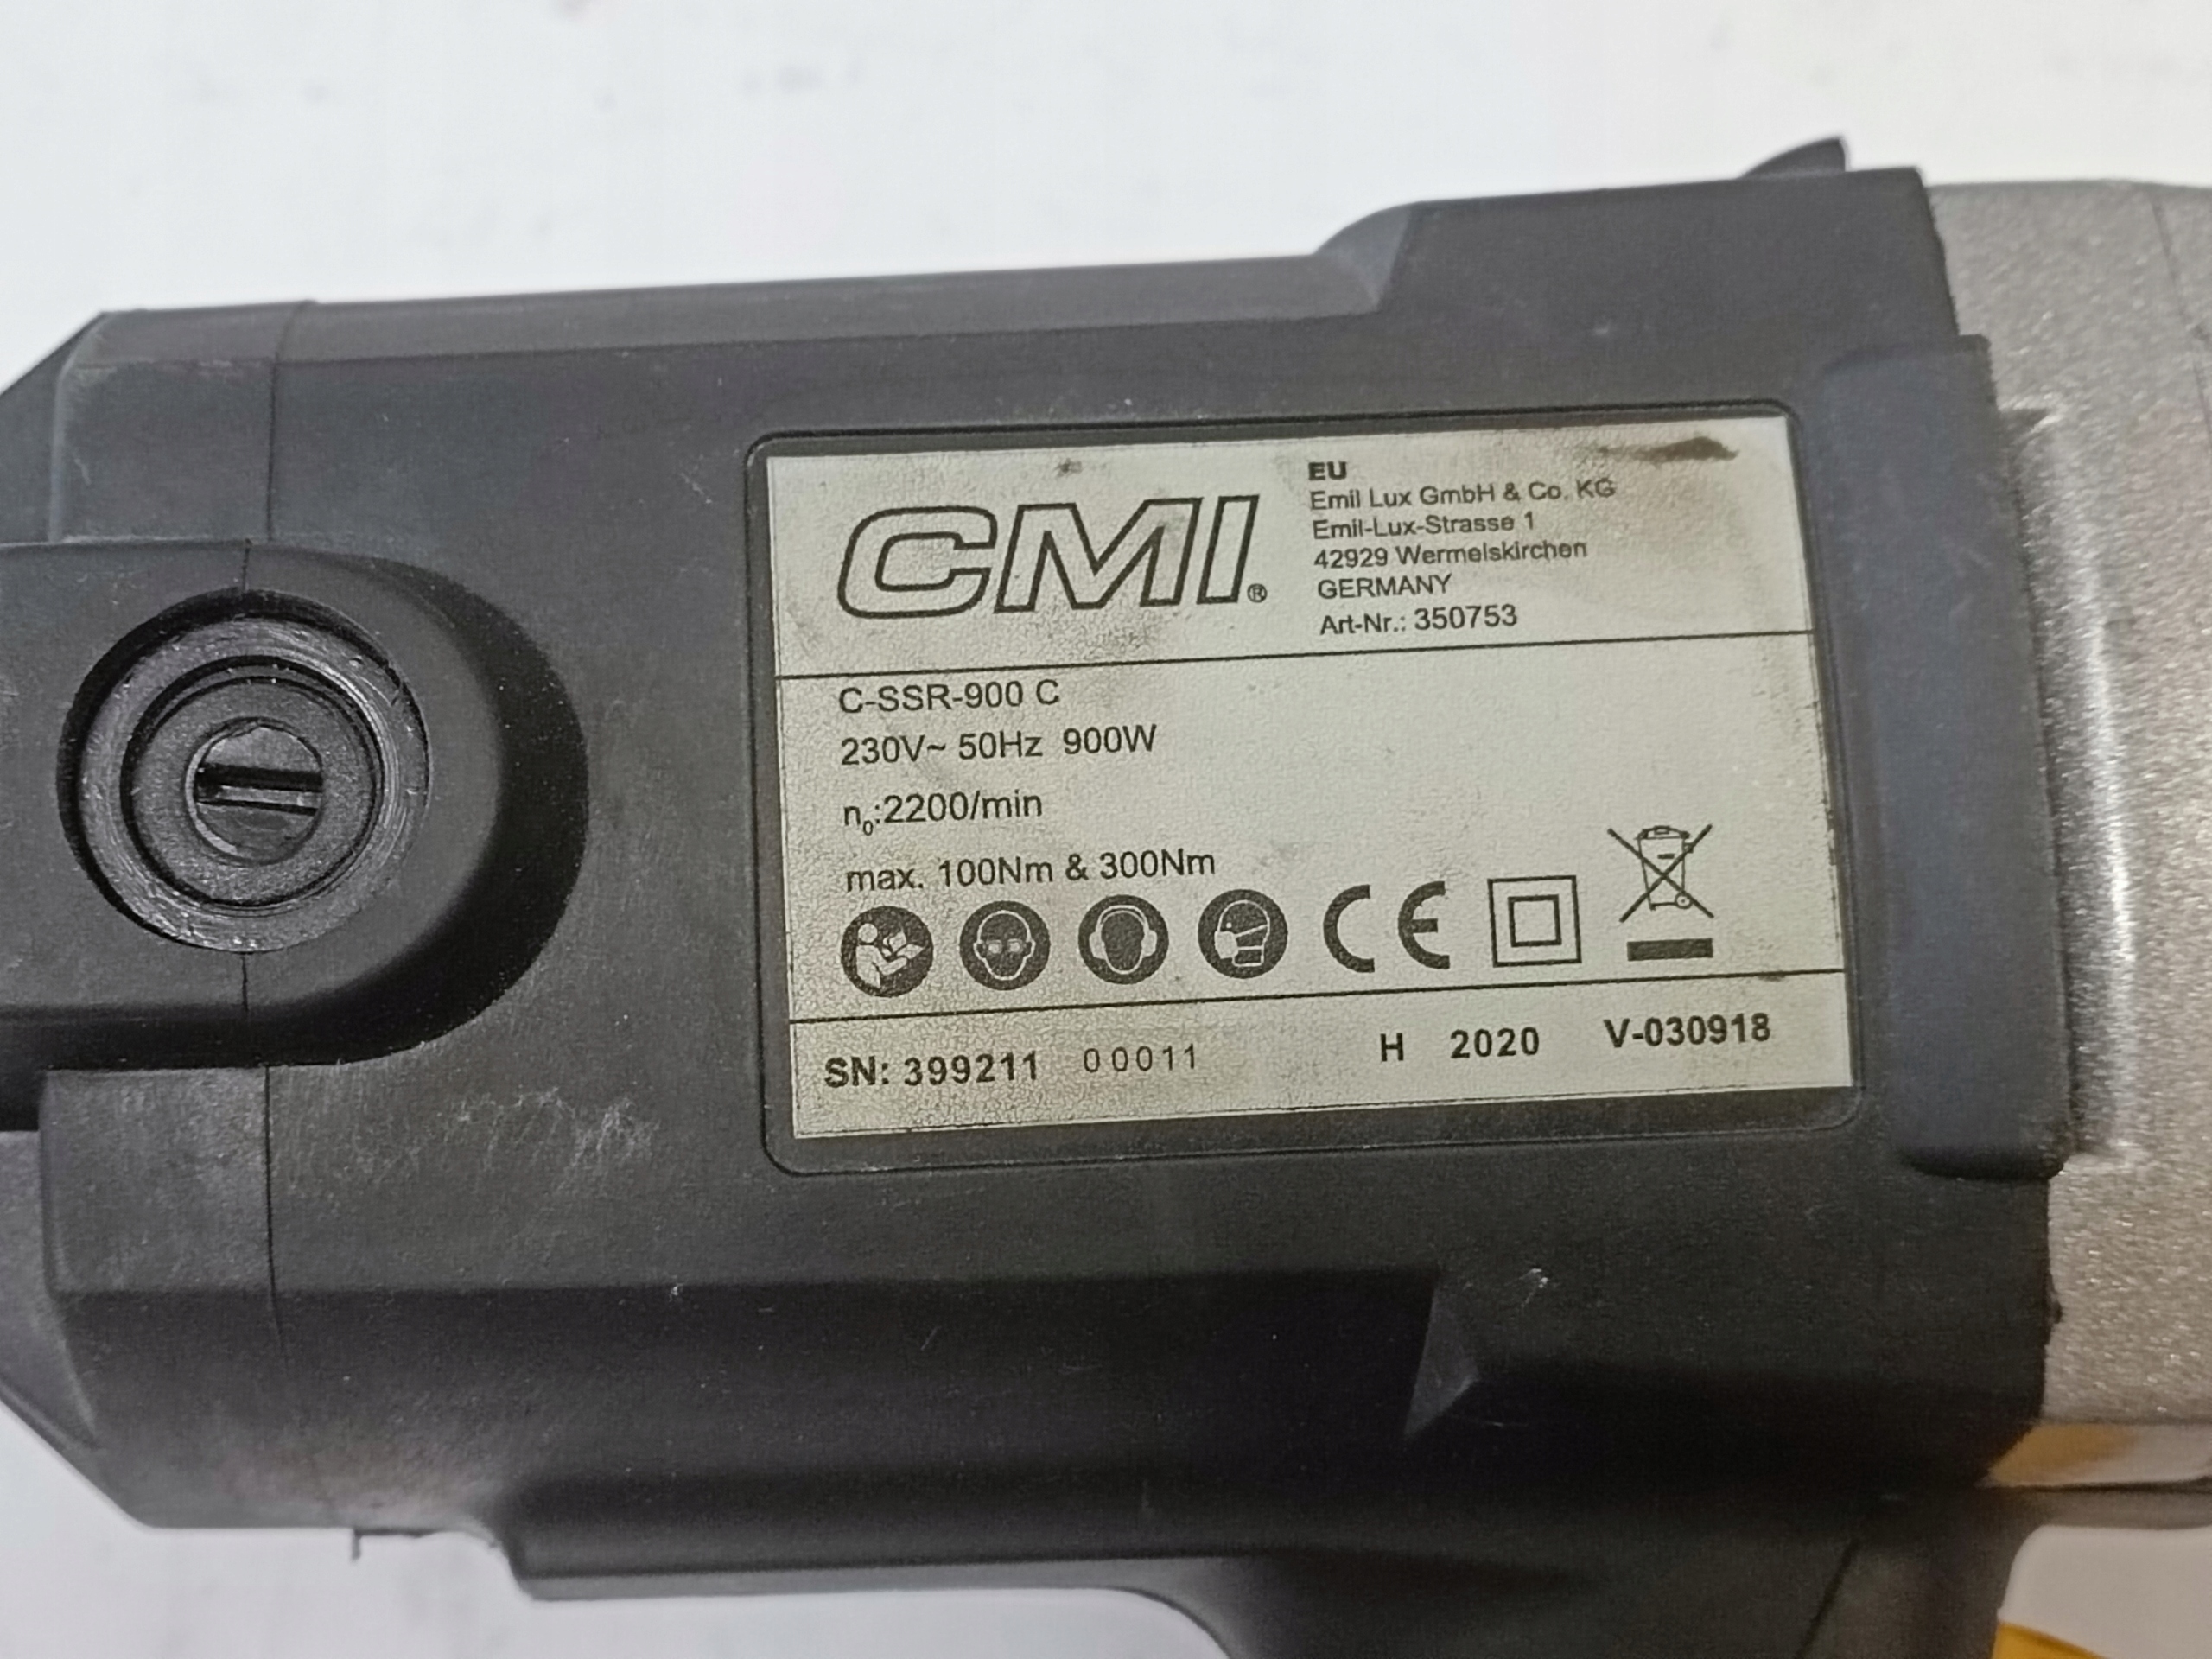 CMI®
EU
Emil Lux GmbH & Co. KG
Emil-Lux-Strasse 1
42929 Wermelskirchen
GERMANY
Art-Nr.: 350753
C-SSR-900 C
230V~ 50Hz 900W
n₀:2200/min
max. 100Nm & 300Nm
CE
SN: 399211 00011 H 2020 V-030918